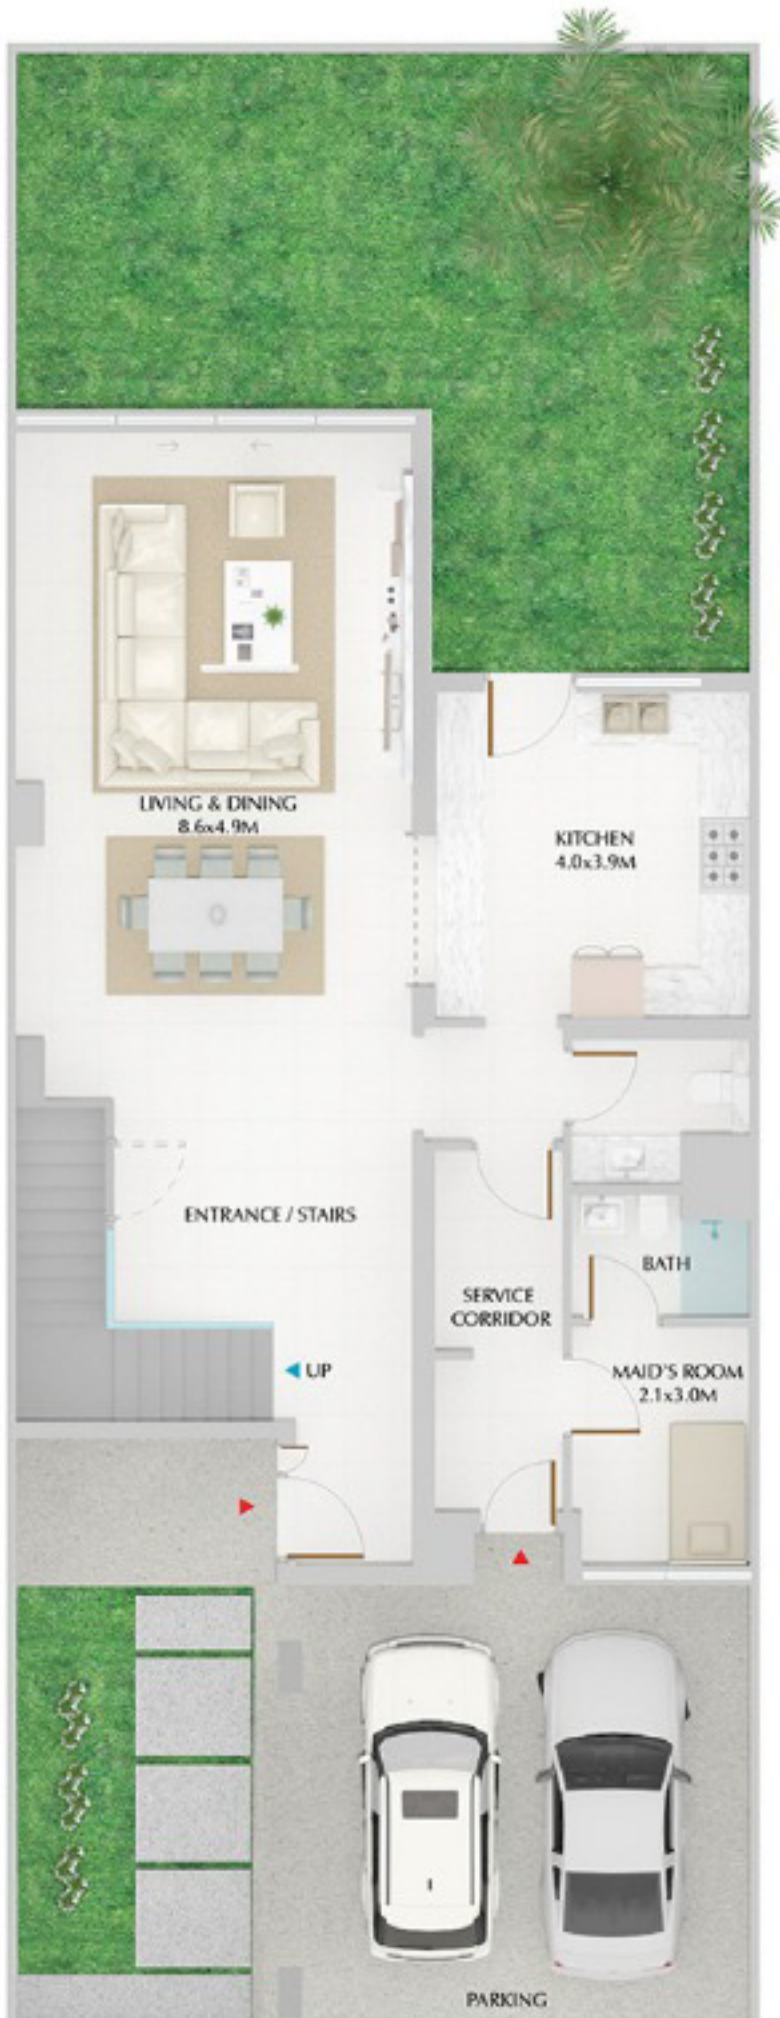 LIVING & DINING
8.6x4.9M
KITCHEN
4.0x3.9M
ENTRANCE / STAIRS
BATH
SERVICE
CORRIDOR
UP
MAID'S ROOM
2.1x3.0M
PARKING